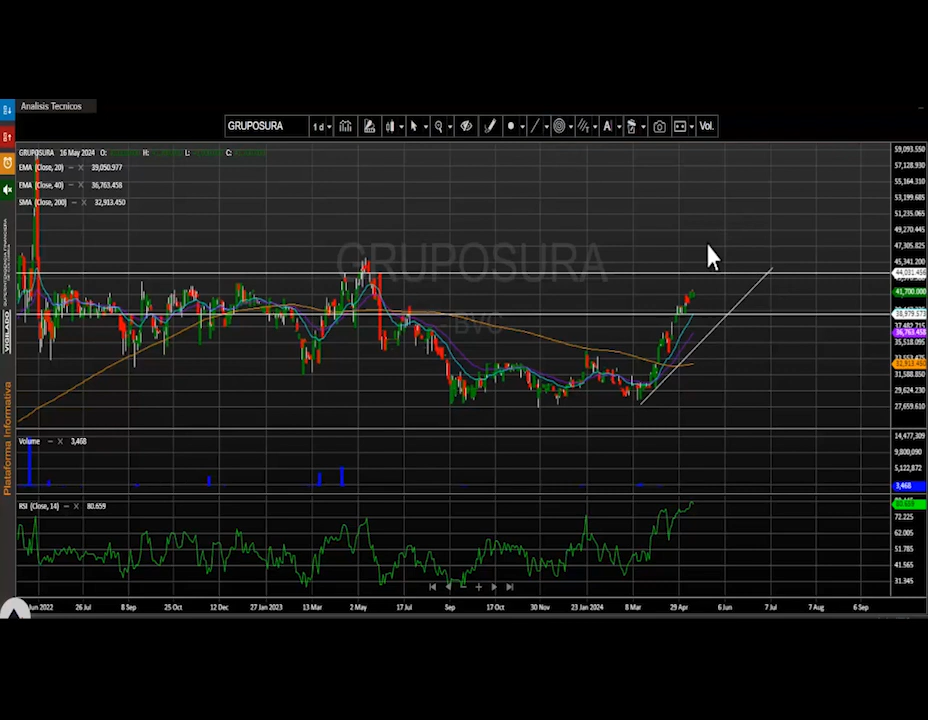 Analisis Tecnicos
GRUPOSURA 1 d Vol.
GRUPOSURA 16 May 2024 O: H: L: C:
EMA (Close, 20) 39,050.977
EMA (Close, 40) 36,763.458
SMA (Close, 200) 32,913.450
GRUPOSURA
BVC
59,093.550
57,128.930
55,164.310
53,199.685
51,235.065
49,270.445
47,305.825
45,341.200
44,031.456
41,700.000
38,979.573
37,482.715
36,763.458
35,518.095
31,588.850
29,624.230
27,659.610
Volume 3,468
14,477,309
9,800,090
5,122,872
3,468
RSI (Close, 14) 80.659
72.225
62.005
51.785
41.565
31.345
Jun 2022 26 Jul 8 Sep 25 Oct 12 Dec 27 Jan 2023 13 Mar 2 May 17 Jul Sep 17 Oct 30 Nov 23 Jan 2024 8 Mar 29 Apr 6 Jun 7 Jul 7 Aug 6 Sep
VIGILADO
Plataforma Informativa